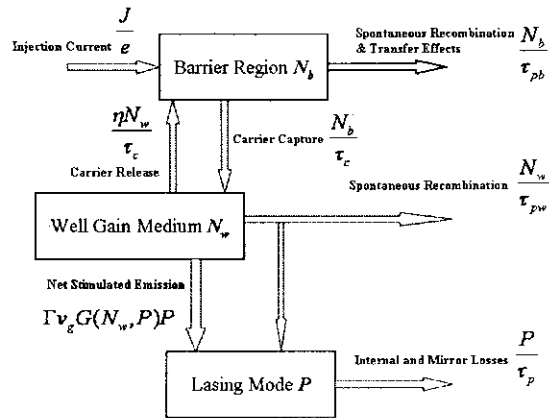 Injection Current J/e
Barrier Region N_b
Spontaneous Recombination
& Transfer Effects
N_b/τ_pb
ηN_w/τ_c
Carrier Release
Carrier Capture N_b/τ_c
Well Gain Medium N_w
Spontaneous Recombination N_w/τ_pw
Net Stimulated Emission
Γv_g G(N_w, P)P
Lasing Mode P
Internal and Mirror Losses P/τ_p